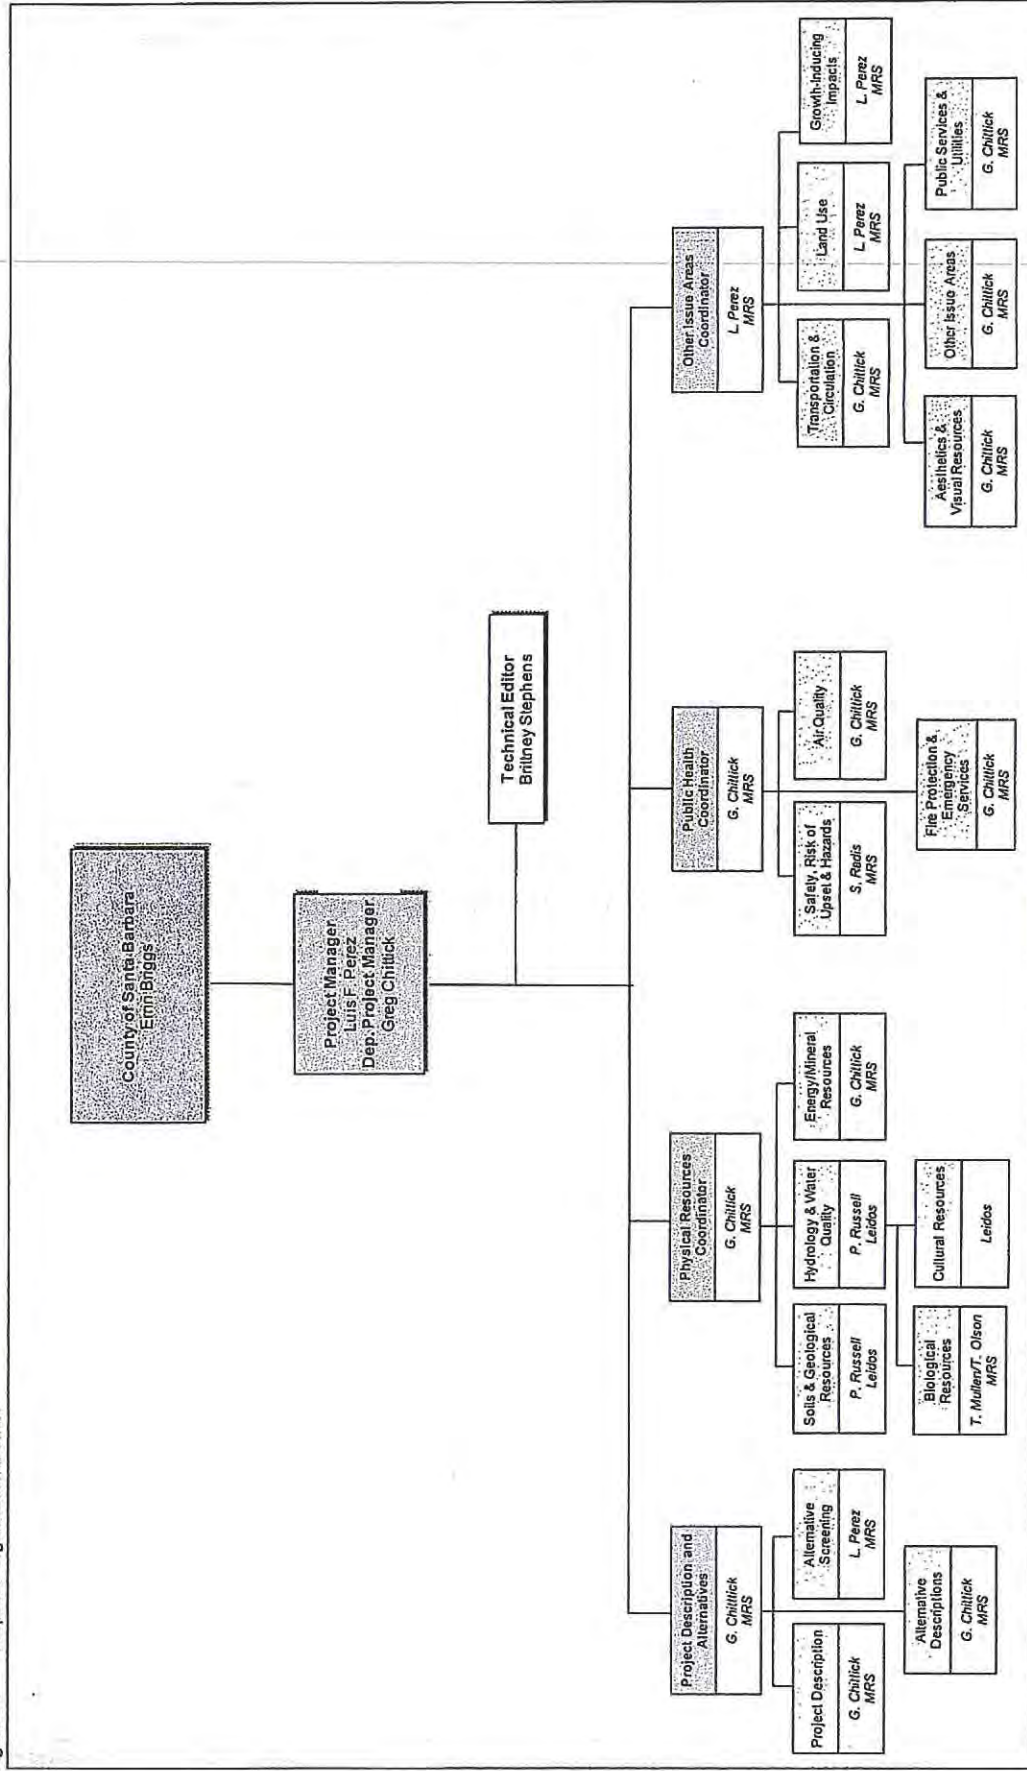 County of Santa Barbara
Errin Briggs
Project Manager
Luis F. Perez
Dep. Project Manager
Greg Chittick
Technical Editor
Brittney Stephens
Project Description and
Alternatives
G. Chittick
MRS
Project Description
G. Chittick
MRS
Alternative
Screening
L. Perez
MRS
Alternative
Descriptions
G. Chittick
MRS
Physical Resources
Coordinator
G. Chittick
MRS
Soils & Geological
Resources
P. Russell
Leidos
Hydrology & Water
Quality
P. Russell
Leidos
Energy/Mineral
Resources
G. Chittick
MRS
Biological
Resources
T. Mullen/T. Olson
MRS
Cultural Resources
Leidos
Public Health
Coordinator
G. Chittick
MRS
Safety, Risk of
Upset & Hazards
S. Radis
MRS
Air Quality
G. Chittick
MRS
Fire Protection &
Emergency
Services
G. Chittick
MRS
Other Issue Areas
Coordinator
L. Perez
MRS
Transportation &
Circulation
G. Chittick
MRS
Land Use
L. Perez
MRS
Growth-Inducing
Impacts
L. Perez
MRS
Aesthetics &
Visual Resources
G. Chittick
MRS
Other Issue Areas
G. Chittick
MRS
Public Services &
Utilities
G. Chittick
MRS